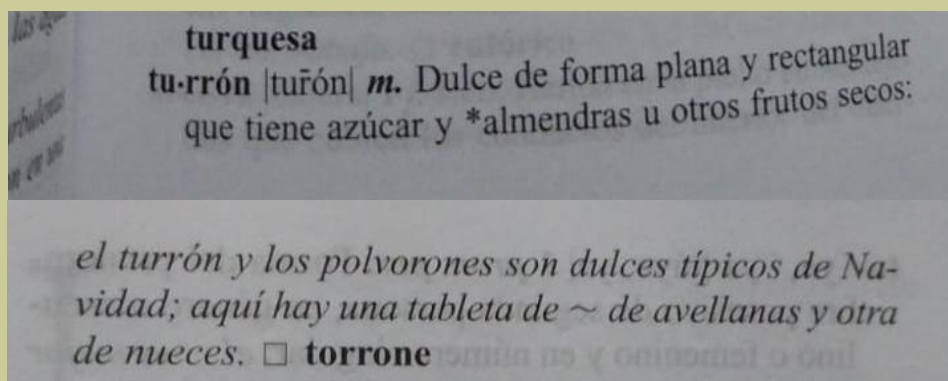 las
turquesa
tu·rrón |tur̄ón| m. Dulce de forma plana y rectangular
que tiene azúcar y *almendras u otros frutos secos:
el turrón y los polvorones son dulces típicos de Na-
vidad; aquí hay una tableta de ~ de avellanas y otra
de nueces. □ torrone